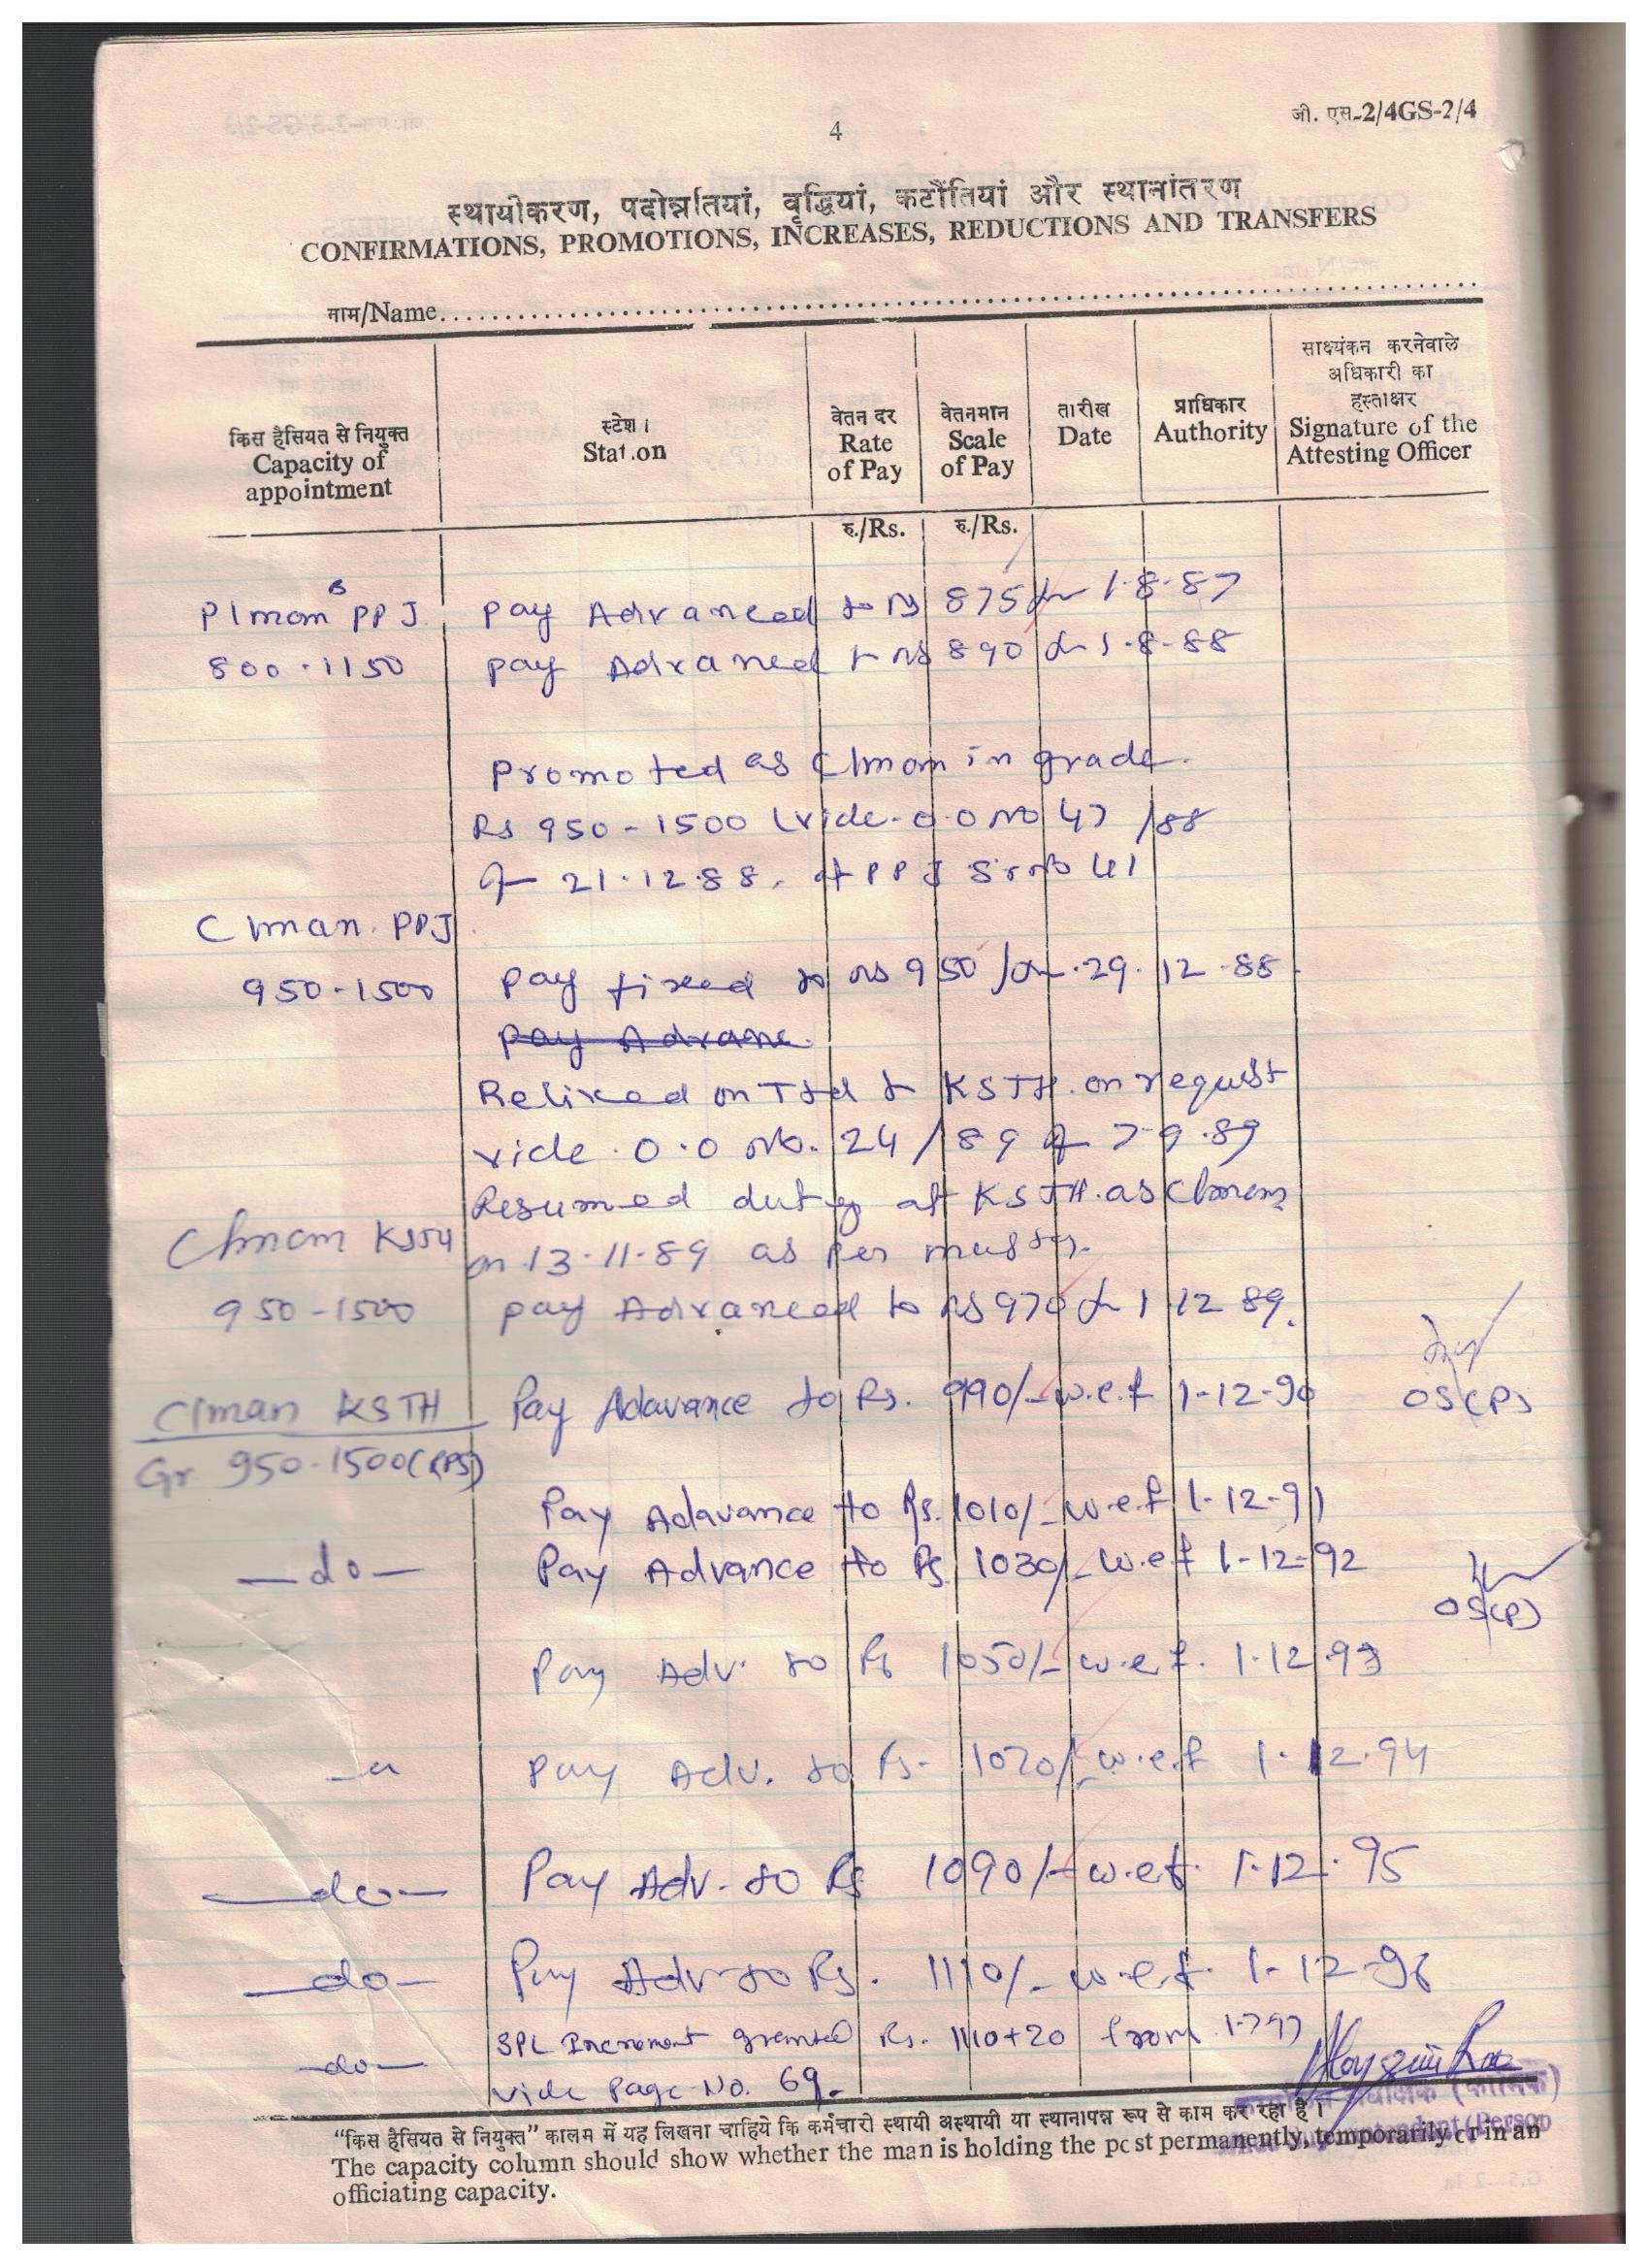 जी. एस.-2/4GS-2/4
4
स्थायीकरण, पदोन्नतियां, वृद्धियां, कटौतियां और स्थानांतरण
CONFIRMATIONS, PROMOTIONS, INCREASES, REDUCTIONS AND TRANSFERS
नाम/Name
किस हैसियत से नियुक्त
Capacity of
appointment
स्टेश।
Stat.on
वेतन दर
Rate
of Pay
वेतनमान
Scale
of Pay
तारीख
Date
प्राधिकार
Authority
साक्ष्यंकन करनेवाले
अधिकारी का
हस्ताक्षर
Signature of the
Attesting Officer
रु./Rs. रु./Rs.
Plman PPJ pay Advanced to Rs 875/- 1-8-87
800-1150 pay Advanced to Rs 890 1-8-88
promoted as Clman in grade.
Rs 950-1500 (vide. O.O No 47/88
of 21.12.88. at PPJ Sr No 41
Clman. PPJ
950-1500 pay fixed to Rs 950/on 29.12.88
pay Advanc
Relived on Tfd to KSTH. on request
vide. O.O No. 24/89 of 7-9.89
Resumed duty at KSTH. as Clman
Clman KSTH on 13.11.89 as per muster.
950-1500 pay Advanced to Rs 970 1 12 89.
Clman KSTH Pay Adavance to Rs. 990/- w.e.f 1-12-90 OS(P)
Gr. 950-1500(RPS)
Pay Adavance to Rs. 1010/- w.e.f 1-12-91
-do- Pay Advance to Rs 1030/- w.e.f 1-12-92
OS(P)
Pay Adv. to Rs 1050/- w.e.f. 1.12.93
Pay Adv. to Rs- 1070/- w.e.f 1-12.94
-do- Pay Adv. to Rs 1090/- w.e.f. 1.12.95
-do- Pay Adv to Rs. 1110/- w.e.f. 1-12-96
SPL Increment granted Rs. 1110+20 from 1-7-97
-do-
vide Page No. 69.
“किस हैसियत से नियुक्त” कालम में यह लिखना चाहिये कि कर्मचारी स्थायी अस्थायी या स्थानापन्न रूप से काम कर रहा है।
The capacity column should show whether the man is holding the pcst permanently, temporarily cr in an
officiating capacity.